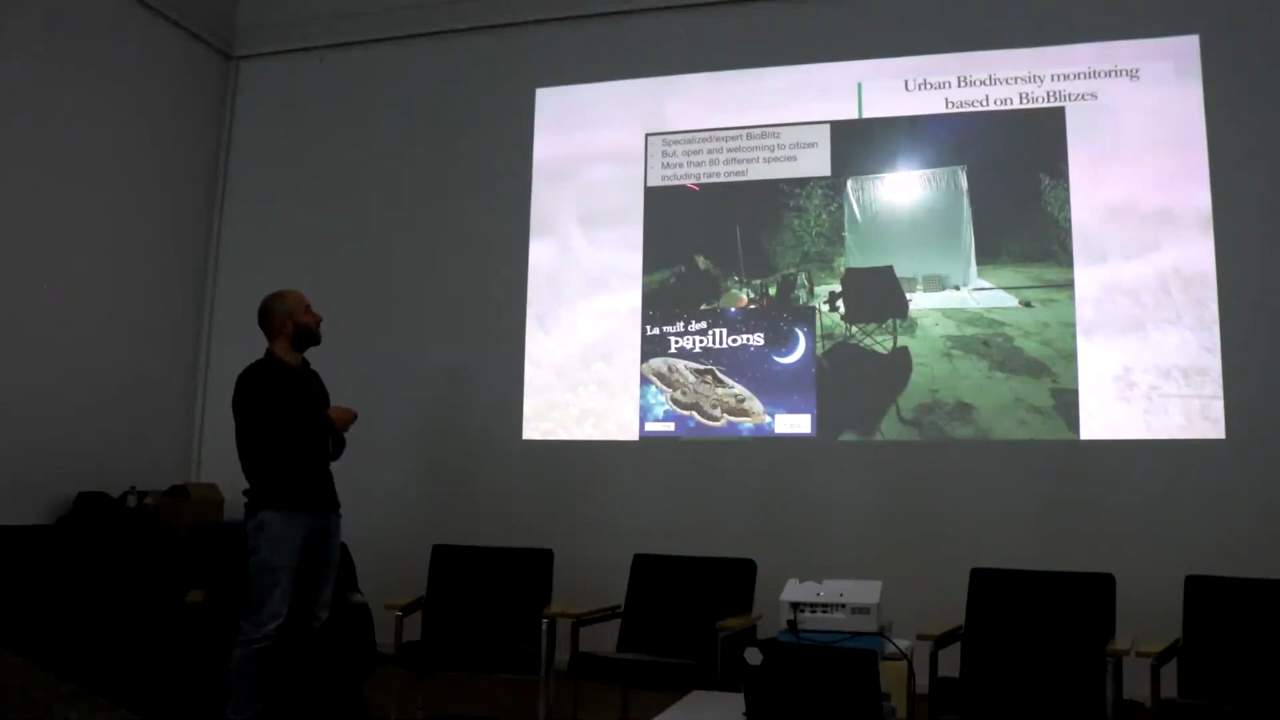 Urban Biodiversity monitoring
based on BioBlitzes
- Specialized/expert BioBlitz
- But, open and welcoming to citizen
- More than 80 different species
including rare ones!
La nuit des
papillons